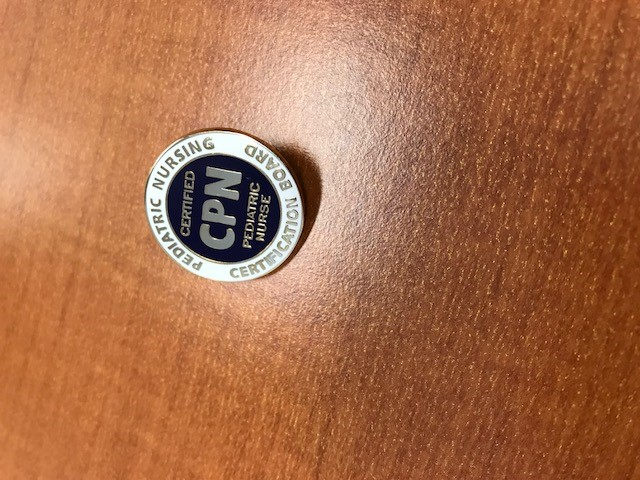 PEDIATRIC NURSING
CERTIFIED
CPN
PEDIATRIC
NURSE
CERTIFICATION BOARD